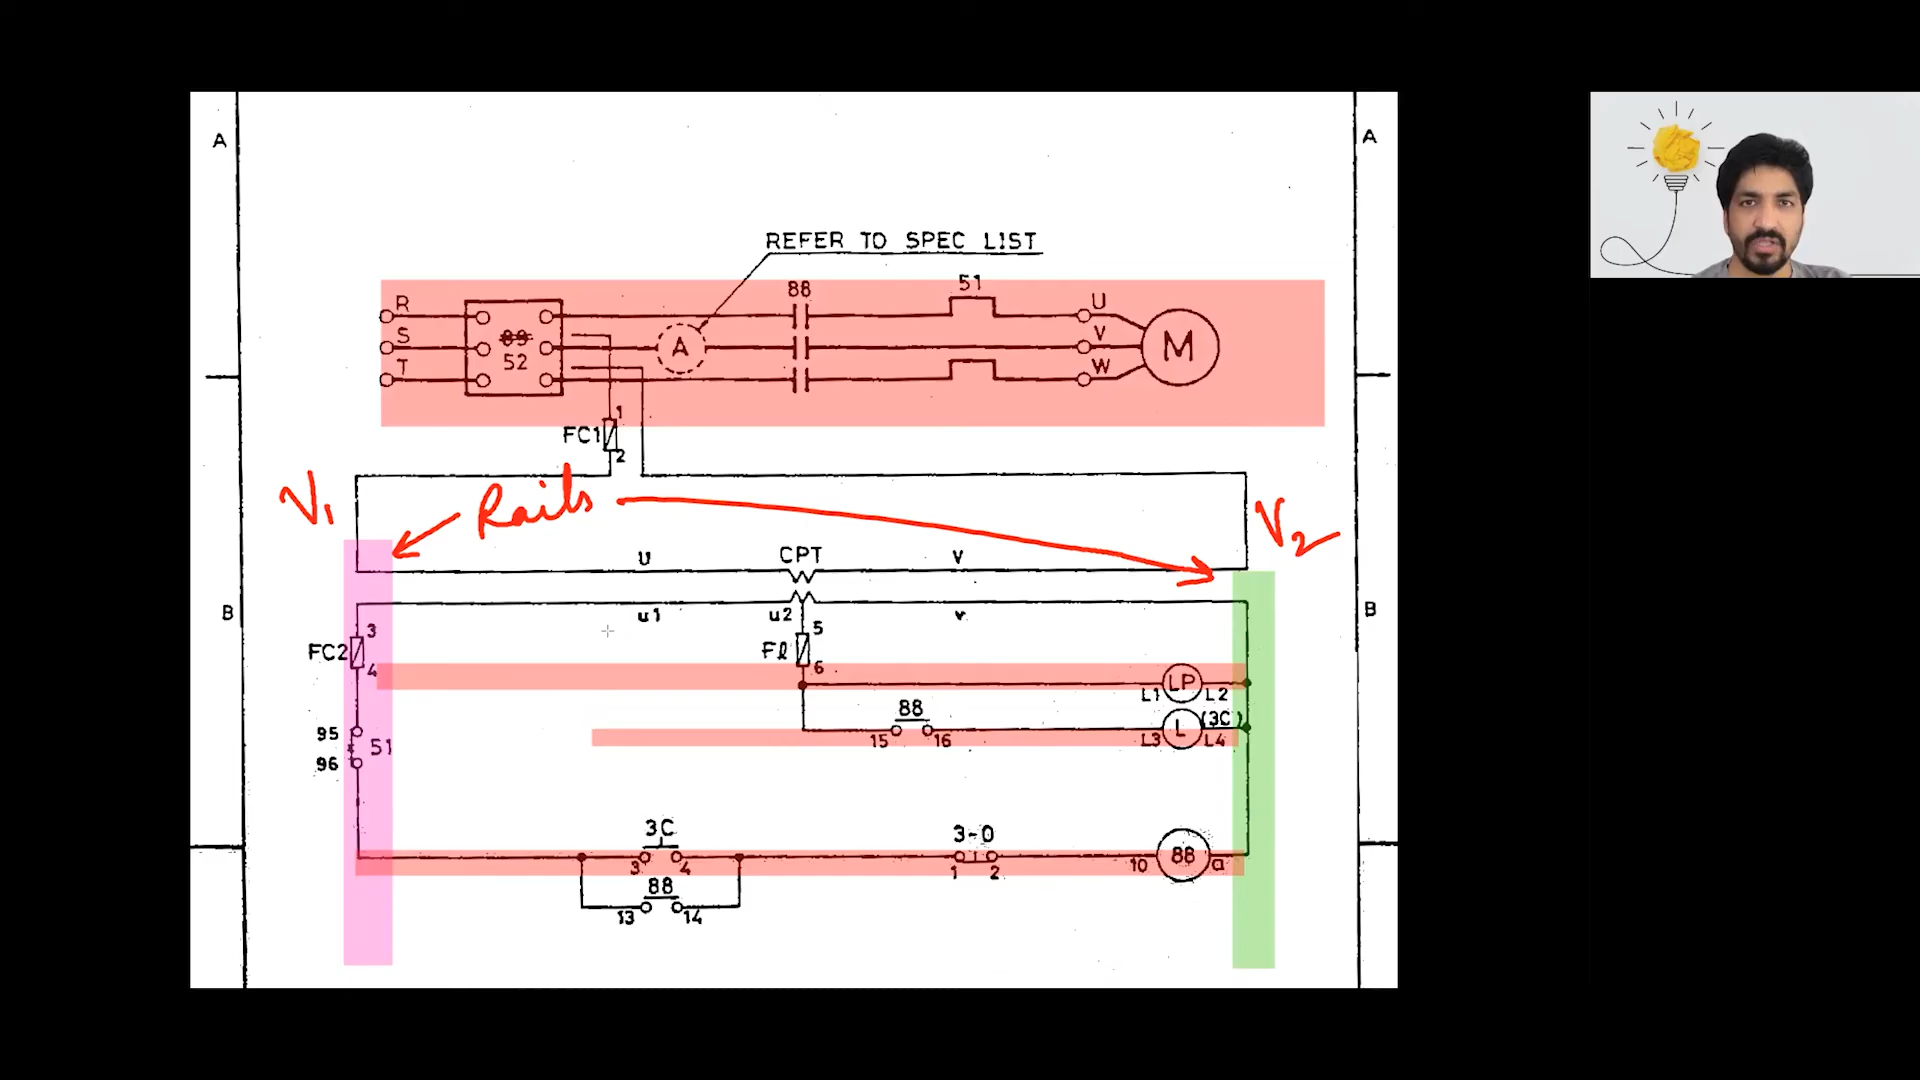 A A
REFER TO SPEC LIST
88 51
R U
S 52 A V M
T W
1
FC1
2
V1 Rails V2
U CPT V
B u1 u2 v B
3 5
FC2 Fl
4 6
LP
L1 L2
88 (3C)
L
15 16 L3 L4
95
51
96
3C 3-0
3 4 1 2 10 88 a
88
13 14